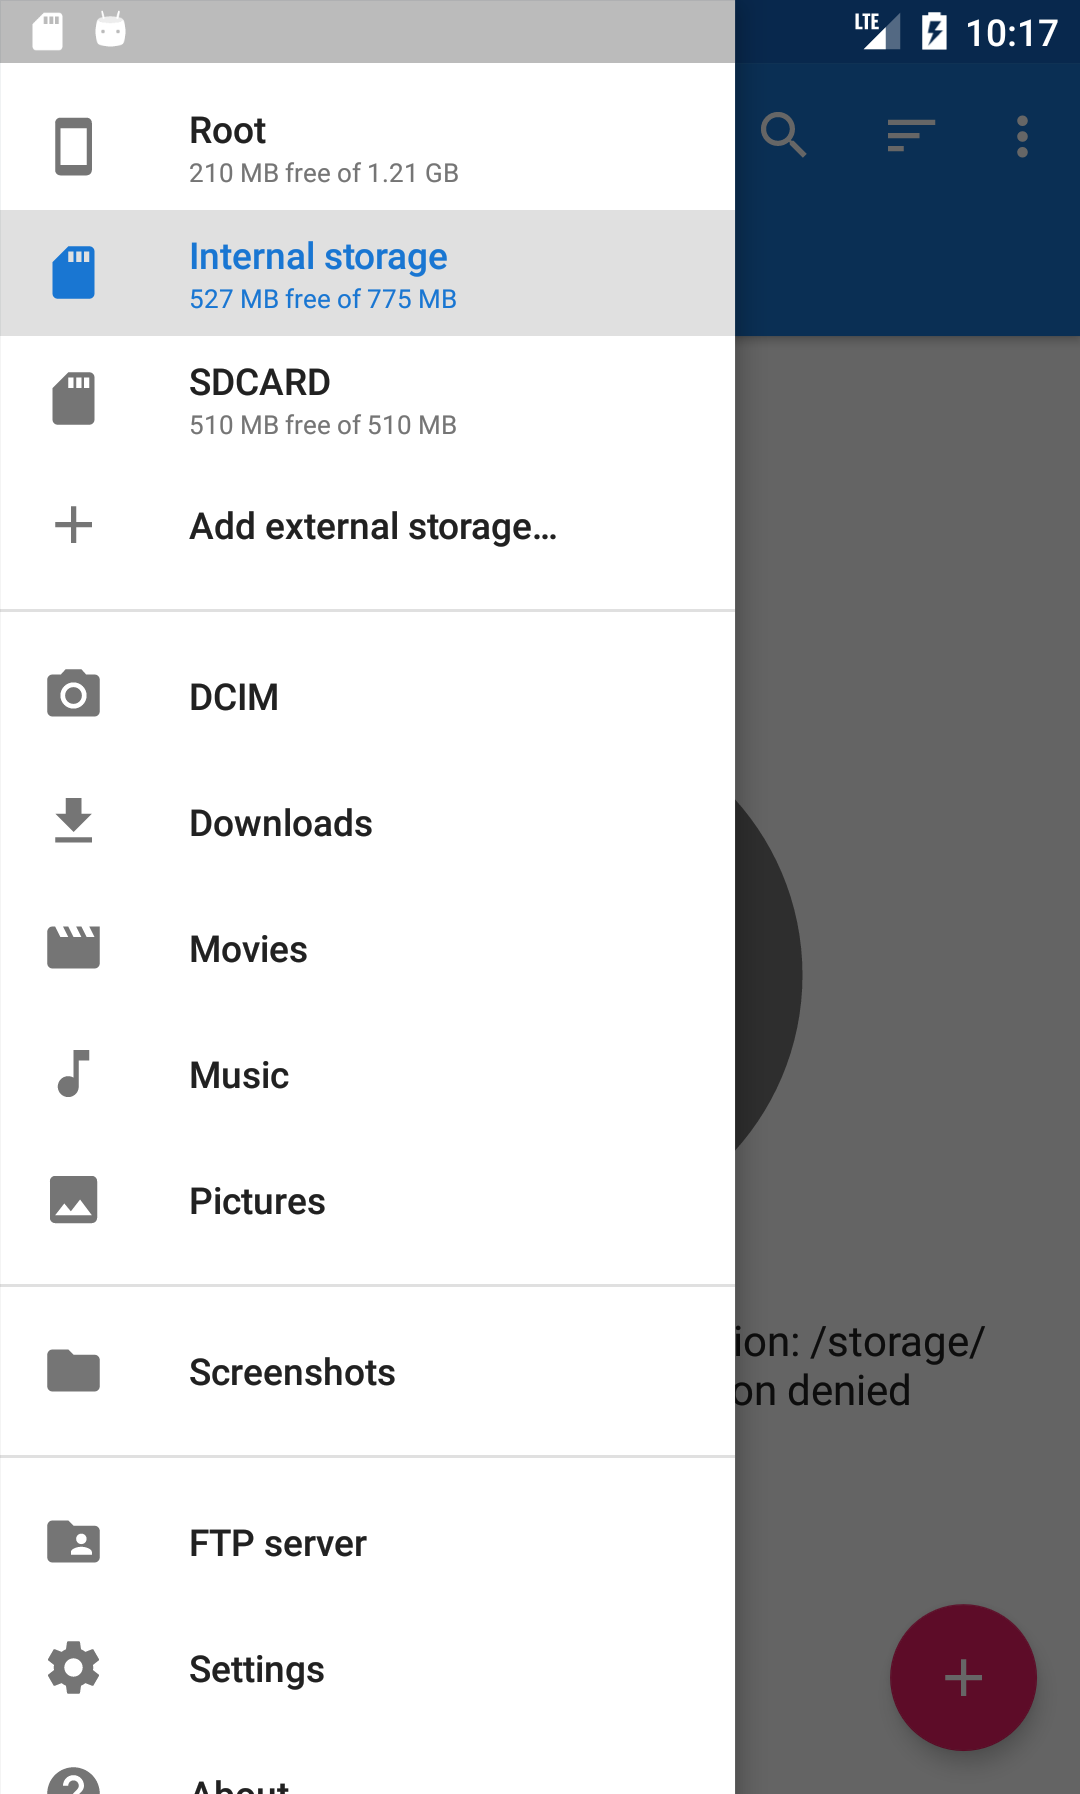 LTE 10:17
Root
210 MB free of 1.21 GB
Internal storage
527 MB free of 775 MB
SDCARD
510 MB free of 510 MB
Add external storage…
DCIM
Downloads
Movies
Music
Pictures
Screenshots
ion: /storage/
on denied
FTP server
Settings
About